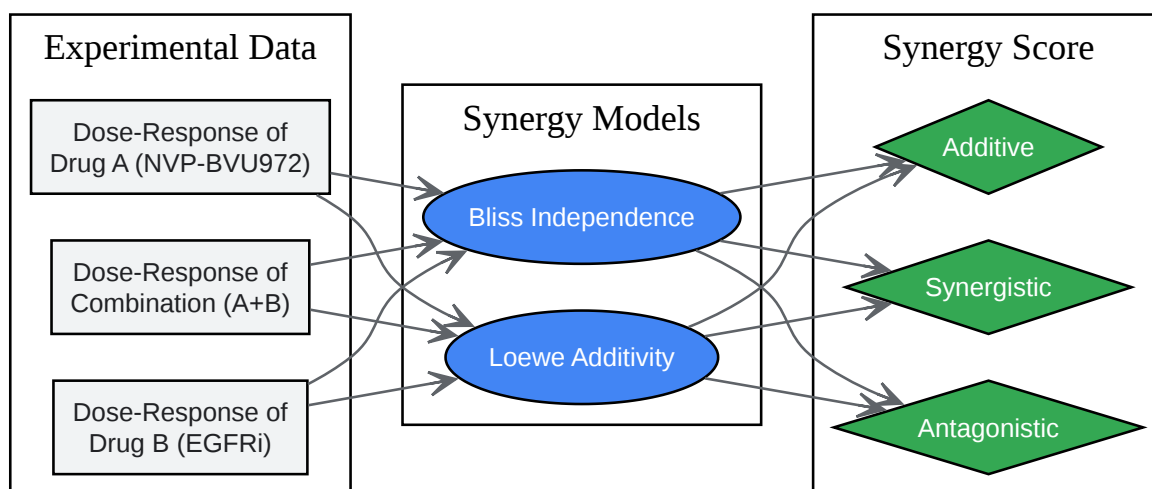 Experimental Data
Dose-Response of
Drug A (NVP-BVU972)
Dose-Response of
Combination (A+B)
Dose-Response of
Drug B (EGFRi)
Synergy Models
Bliss Independence
Loewe Additivity
Synergy Score
Additive
Synergistic
Antagonistic